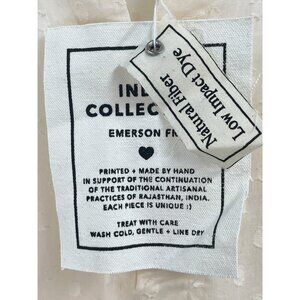 IND
COLLEC
EMERSON FR
PRINTED + MADE BY HAND
IN SUPPORT OF THE CONTINUATION
OF THE TRADITIONAL ARTISANAL
PRACTICES OF RAJASTHAN, INDIA.
EACH PIECE IS UNIQUE :)
TREAT WITH CARE
WASH COLD, GENTLE + LINE DRY
Natural Fiber
Low Impact Dye